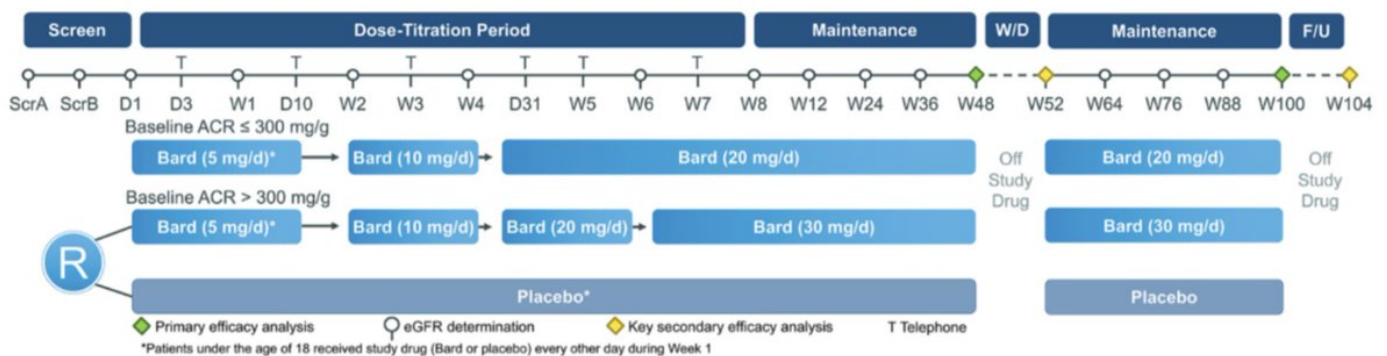 Screen Dose-Titration Period Maintenance W/D Maintenance F/U
T T T T T T
ScrA ScrB D1 D3 W1 D10 W2 W3 W4 D31 W5 W6 W7 W8 W12 W24 W36 W48 W52 W64 W76 W88 W100 W104
Baseline ACR ≤ 300 mg/g
Bard (5 mg/d)* Bard (10 mg/d) Bard (20 mg/d) Bard (20 mg/d)
Off Study Drug
Off Study Drug
Baseline ACR > 300 mg/g
Bard (5 mg/d)* Bard (10 mg/d) Bard (20 mg/d) Bard (30 mg/d) Bard (30 mg/d)
R
Placebo* Placebo
Primary efficacy analysis eGFR determination Key secondary efficacy analysis T Telephone
*Patients under the age of 18 received study drug (Bard or placebo) every other day during Week 1